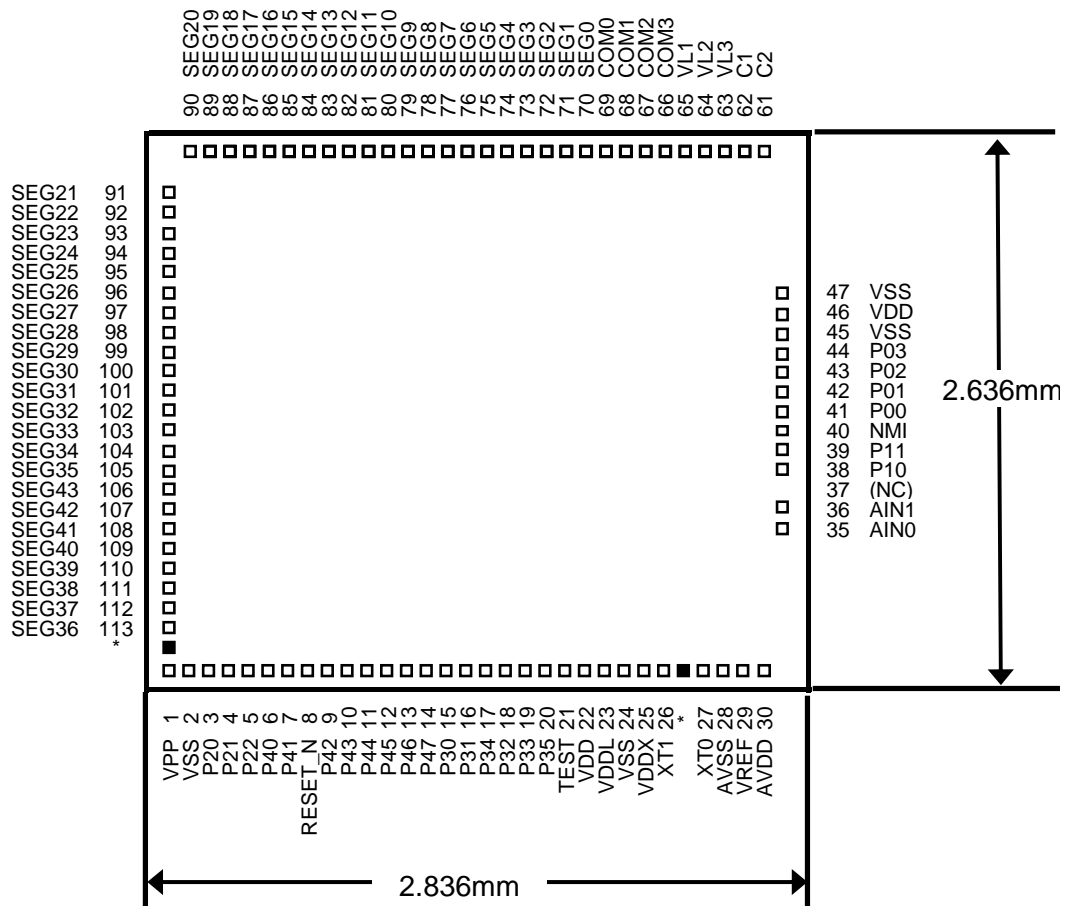 90 SEG20
89 SEG19
88 SEG18
87 SEG17
86 SEG16
85 SEG15
84 SEG14
83 SEG13
82 SEG12
81 SEG11
80 SEG10
79 SEG9
78 SEG8
77 SEG7
76 SEG6
75 SEG5
74 SEG4
73 SEG3
72 SEG2
71 SEG1
70 SEG0
69 COM0
68 COM1
67 COM2
66 COM3
65 VL1
64 VL2
63 VL3
62 C1
61 C2
SEG21 91
SEG22 92
SEG23 93
SEG24 94
SEG25 95
SEG26 96
SEG27 97
SEG28 98
SEG29 99
SEG30 100
SEG31 101
SEG32 102
SEG33 103
SEG34 104
SEG35 105
SEG43 106
SEG42 107
SEG41 108
SEG40 109
SEG39 110
SEG38 111
SEG37 112
SEG36 113
*
47 VSS
46 VDD
45 VSS
44 P03
43 P02
42 P01
41 P00
40 NMI
39 P11
38 P10
37 (NC)
36 AIN1
35 AIN0
2.636mm
VPP 1
VSS 2
P20 3
P21 4
P22 5
P40 6
P41 7
RESET_N 8
P42 9
P43 10
P44 11
P45 12
P46 13
P47 14
P30 15
P31 16
P34 17
P32 18
P33 19
P35 20
TEST 21
VDD 22
VDDL 23
VSS 24
VDDX 25
XT1 26
*
XT0 27
AVSS 28
VREF 29
AVDD 30
2.836mm